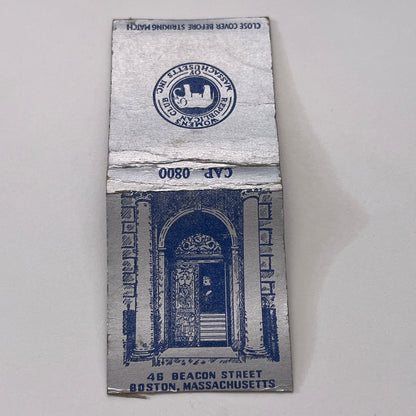 CLOSE COVER BEFORE STRIKING MATCH
WOMEN'S REPUBLICAN CLUB
OF
MASSACHUSETTS INC.
CAP 0800
46 BEACON STREET
BOSTON, MASSACHUSETTS